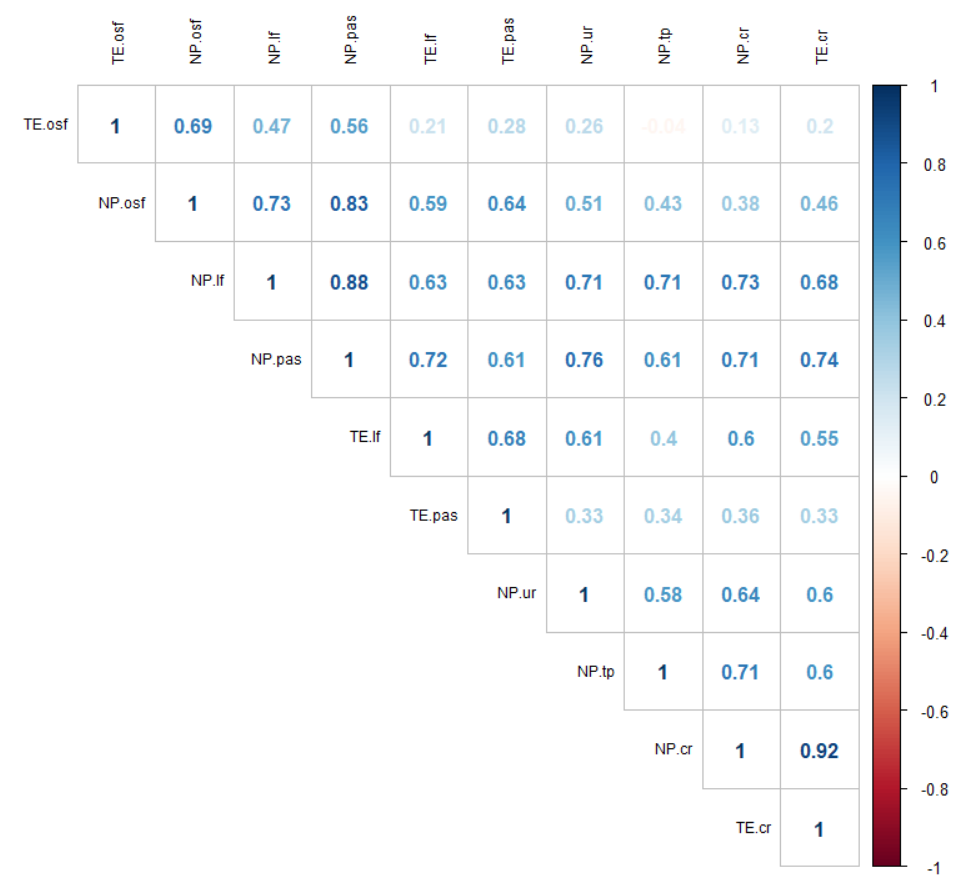 TE.osf NP.osf NP.lf NP.pas TE.lf TE.pas NP.ur NP.tp NP.cr TE.cr
TE.osf 1 0.69 0.47 0.56 0.21 0.28 0.26 -0.04 0.13 0.2
NP.osf 1 0.73 0.83 0.59 0.64 0.51 0.43 0.38 0.46
NP.lf 1 0.88 0.63 0.63 0.71 0.71 0.73 0.68
NP.pas 1 0.72 0.61 0.76 0.61 0.71 0.74
TE.lf 1 0.68 0.61 0.4 0.6 0.55
TE.pas 1 0.33 0.34 0.36 0.33
NP.ur 1 0.58 0.64 0.6
NP.tp 1 0.71 0.6
NP.cr 1 0.92
TE.cr 1
1
0.8
0.6
0.4
0.2
0
-0.2
-0.4
-0.6
-0.8
-1